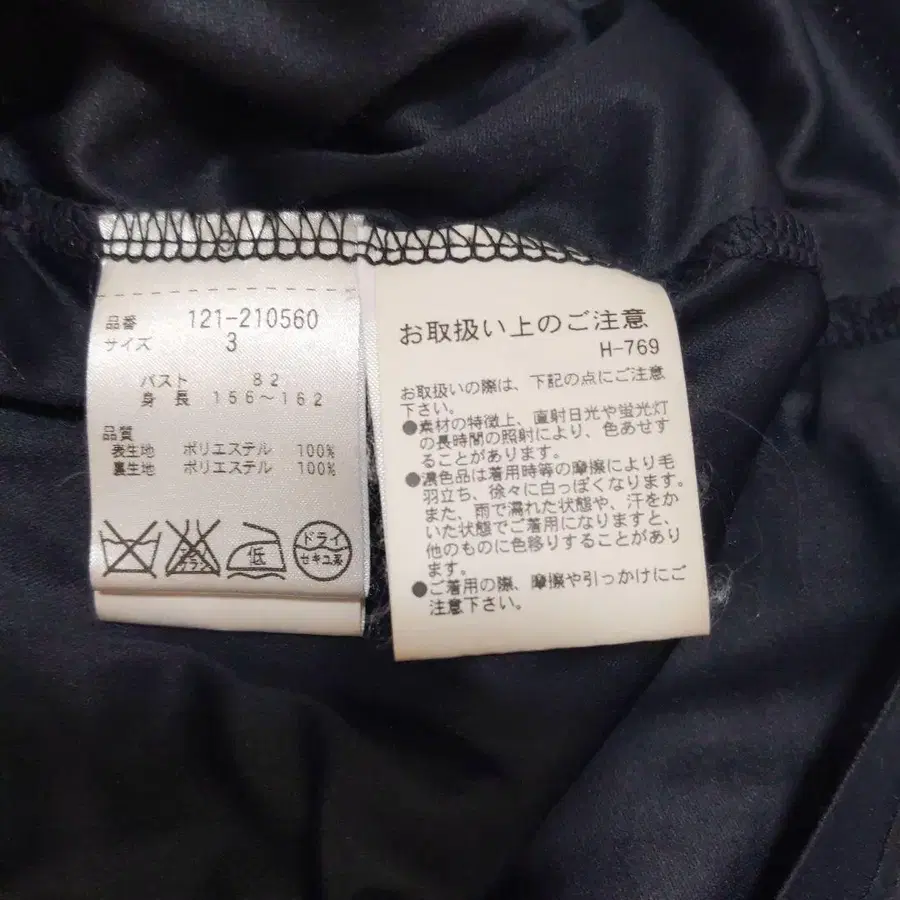 品番 121-210560
サイズ 3
バスト 82
身長 156~162
品質
表生地 ポリエステル 100%
裏生地 ポリエステル 100%
エンソ
サラシ
低
ドライ
セキユ系
お取扱い上のご注意
H-769
お取扱いの際は、下記の点にご注意
下さい。
●素材の特徴上、直射日光や蛍光灯
の長時間の照射により、色あせす
ることがあります。
●濃色品は着用時等の摩擦により毛
羽立ち、徐々に白っぽくなります。
また、雨で濡れた状態や、汗をか
いた状態でご着用になりますと、
他のものに色移りすることがあり
ます。
●ご着用の際、摩擦や引っかけにご
注意下さい。